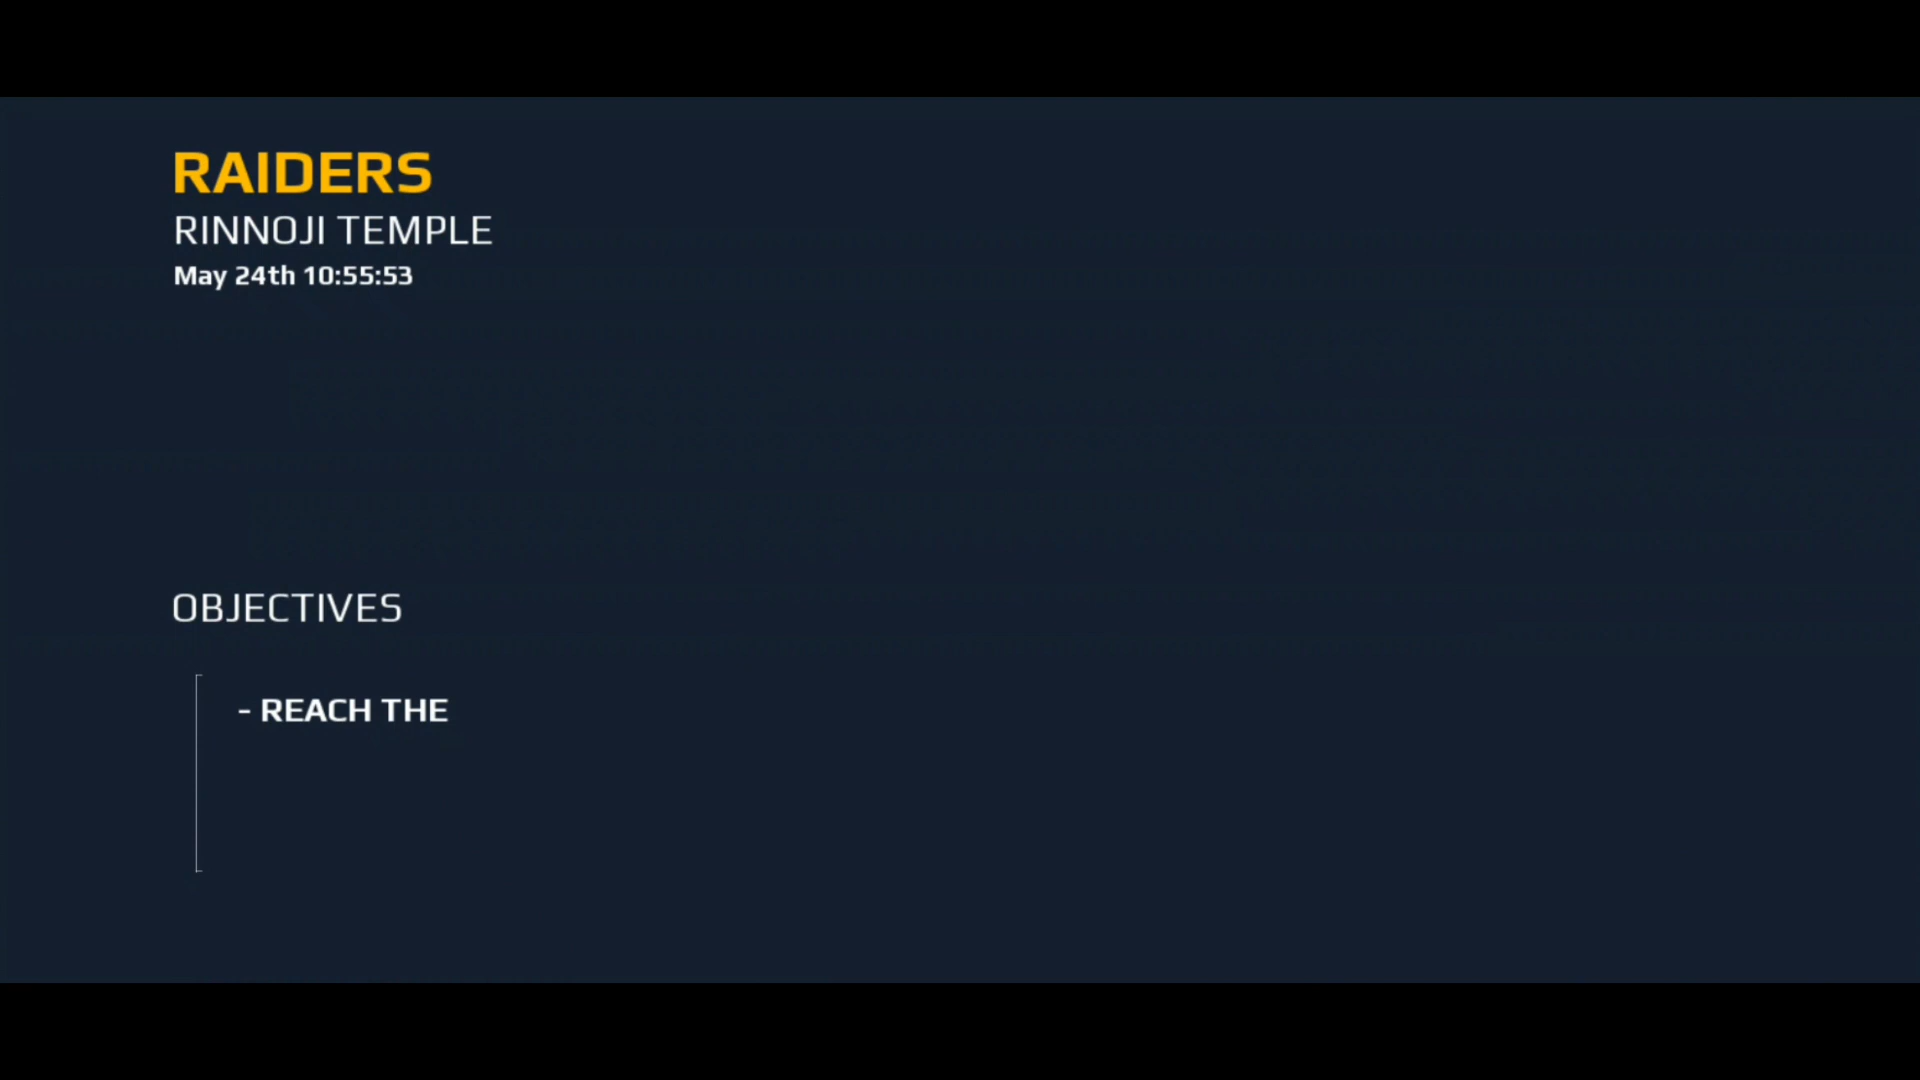 RAIDERS
RINNOJI TEMPLE
May 24th 10:55:53
OBJECTIVES
- REACH THE